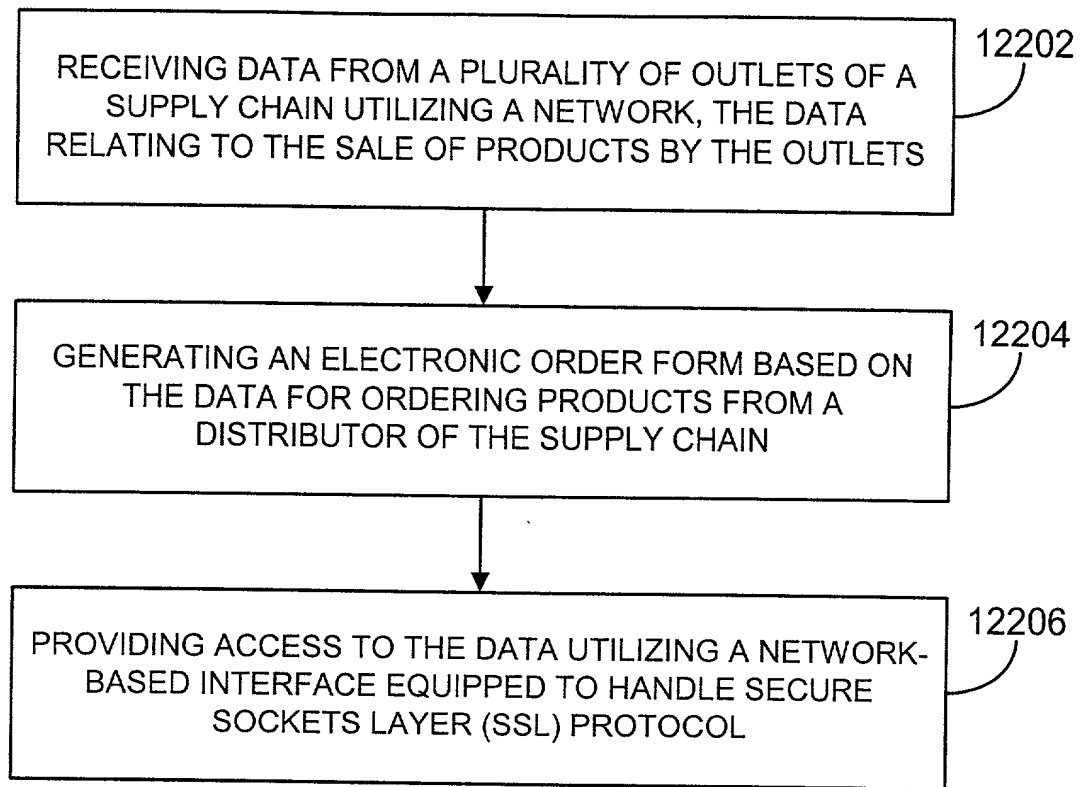 12202
RECEIVING DATA FROM A PLURALITY OF OUTLETS OF A
SUPPLY CHAIN UTILIZING A NETWORK, THE DATA
RELATING TO THE SALE OF PRODUCTS BY THE OUTLETS
12204
GENERATING AN ELECTRONIC ORDER FORM BASED ON
THE DATA FOR ORDERING PRODUCTS FROM A
DISTRIBUTOR OF THE SUPPLY CHAIN
12206
PROVIDING ACCESS TO THE DATA UTILIZING A NETWORK-
BASED INTERFACE EQUIPPED TO HANDLE SECURE
SOCKETS LAYER (SSL) PROTOCOL